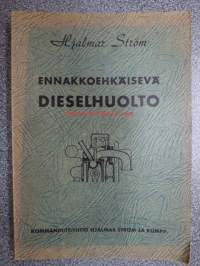 Hjalmar Ström
ENNAKKOEHKÄISEVÄ
DIESELHUOLTO
KOMMANDIITTIYHTIÖ HJALMAR STRÖM JA KUMPP.